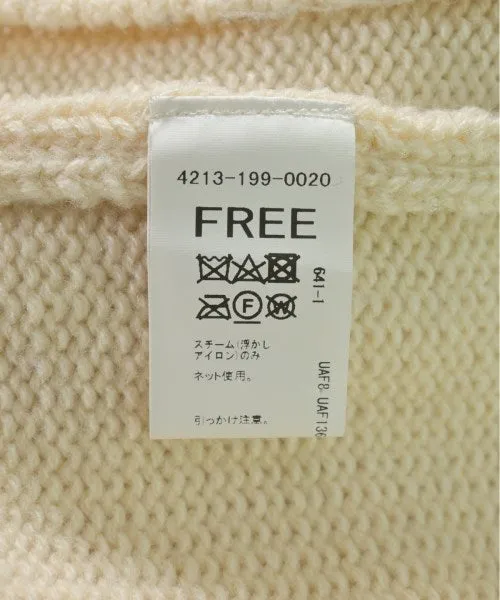 4213-199-0020
FREE
F W
641-1
スチーム(浮かし
アイロン)のみ
ネット使用。
引っかけ注意。
UAF8- UAF136